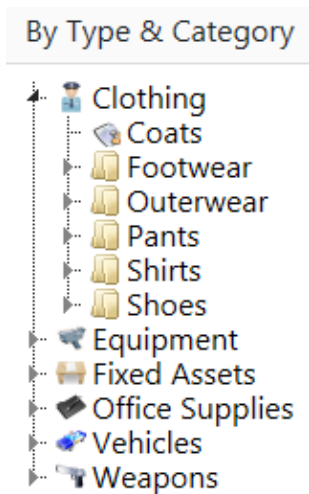 By Type & Category
Clothing
Coats
Footwear
Outerwear
Pants
Shirts
Shoes
Equipment
Fixed Assets
Office Supplies
Vehicles
Weapons